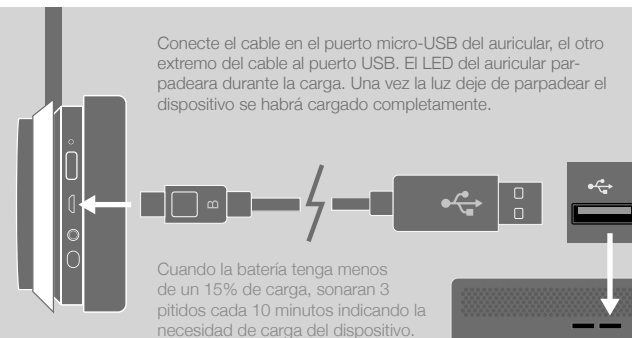 Conecte el cable en el puerto micro-USB del auricular, el otro
extremo del cable al puerto USB. El LED del auricular par-
padeara durante la carga. Una vez la luz deje de parpadear el
dispositivo se habrá cargado completamente.
B
Cuando la batería tenga menos
de un 15% de carga, sonaran 3
pitidos cada 10 minutos indicando la
necesidad de carga del dispositivo.